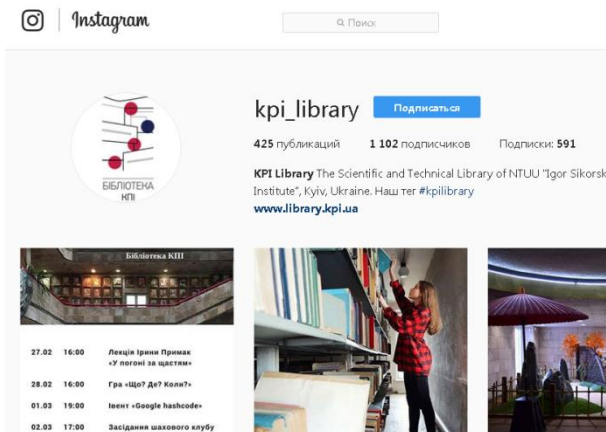 Instagram
Поиск
kpi_library Подписаться
425 публикаций 1 102 подписчиков Подписки: 591
KPI Library The Scientific and Technical Library of NTUU "Igor Sikorsk
Institute", Kyiv, Ukraine. Наш тег #kpilibrary
www.library.kpi.ua
БІБЛІОТЕКА
КПІ
Бібліотека КПІ
27.02 16:00 Лекція Ірини Примак
«У погоні за щастям»
28.02 16:00 Гра «Що? Де? Коли?»
01.03 19:00 Івент «Google hashcode»
02.03 17:00 Засідання шахового клубу